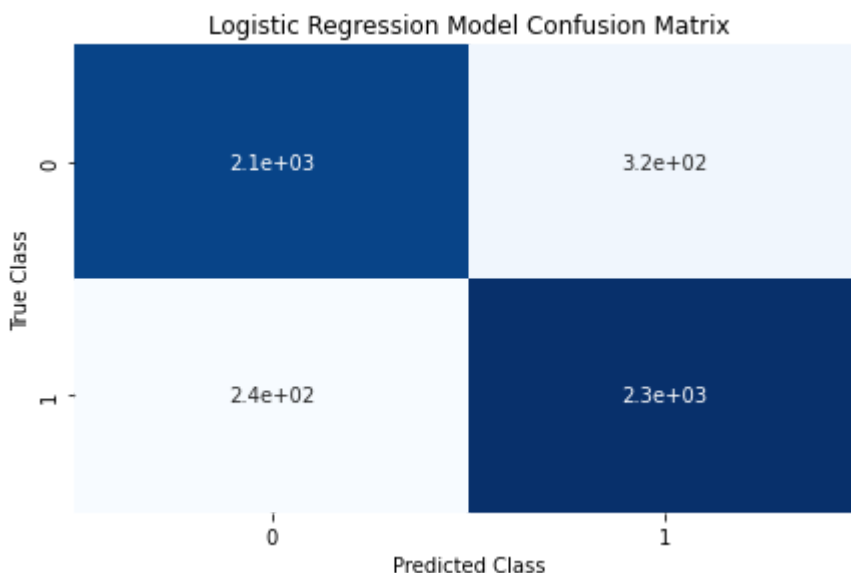 Logistic Regression Model Confusion Matrix
0
2.1e+03
3.2e+02
True Class
1
2.4e+02
2.3e+03
0
1
Predicted Class